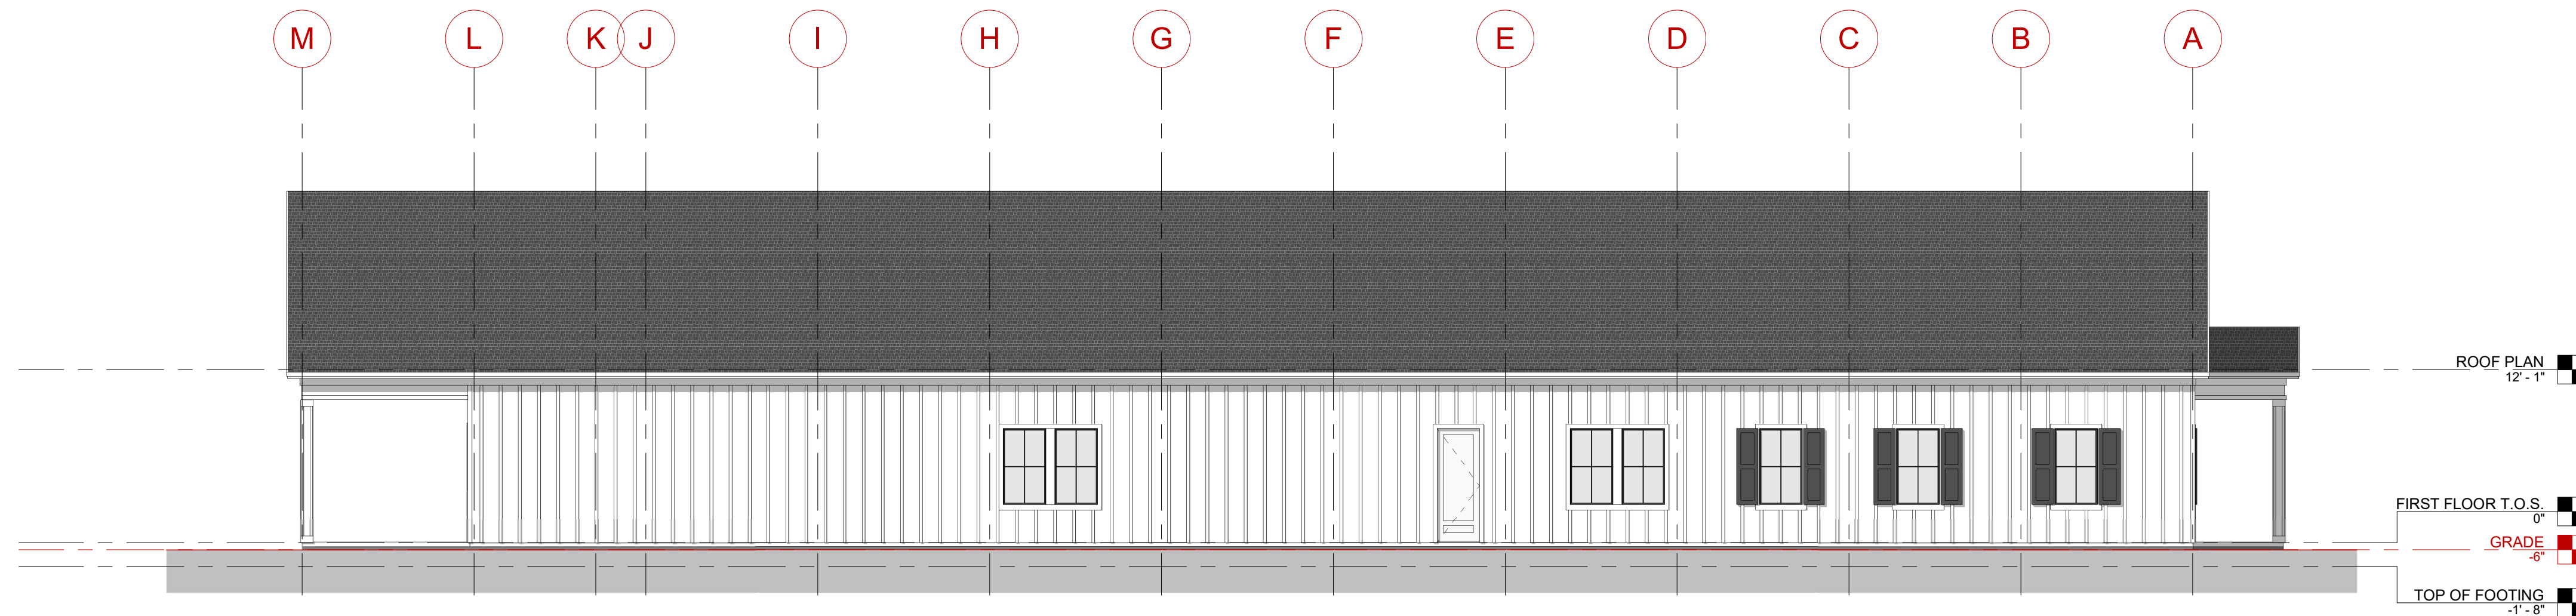 M L K J I H G F E D C B A
ROOF PLAN
12' - 1"
FIRST FLOOR T.O.S.
0"
GRADE
-6"
TOP OF FOOTING
-1' - 8"